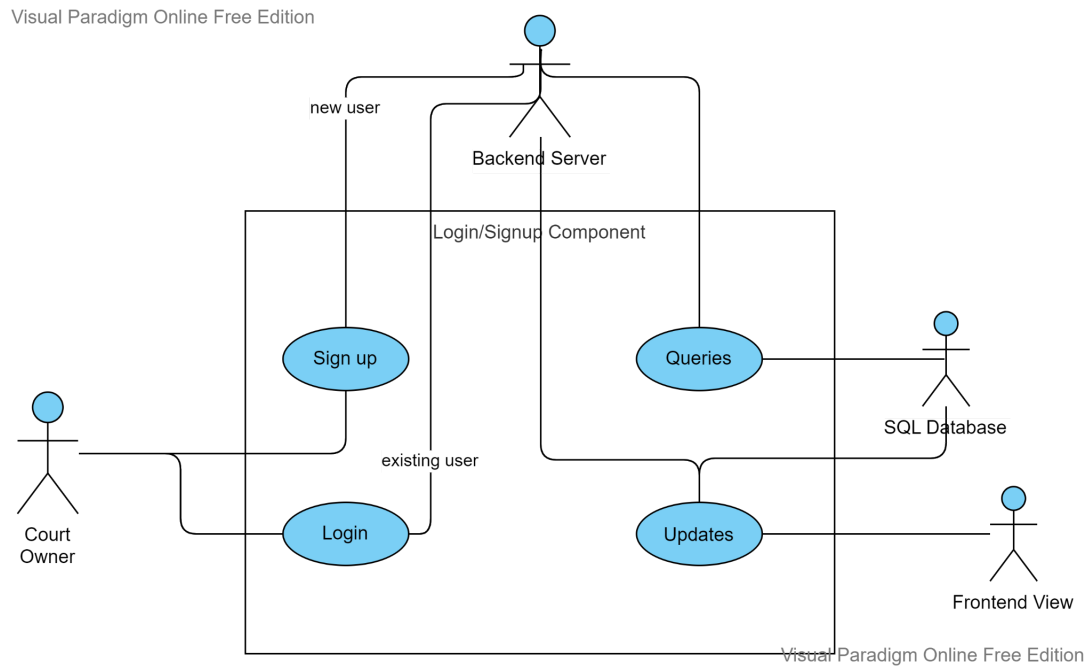 Visual Paradigm Online Free Edition
new user
Backend Server
Login/Signup Component
Sign up
Queries
SQL Database
existing user
Court
Owner
Login
Updates
Frontend View
Visual Paradigm Online Free Edition